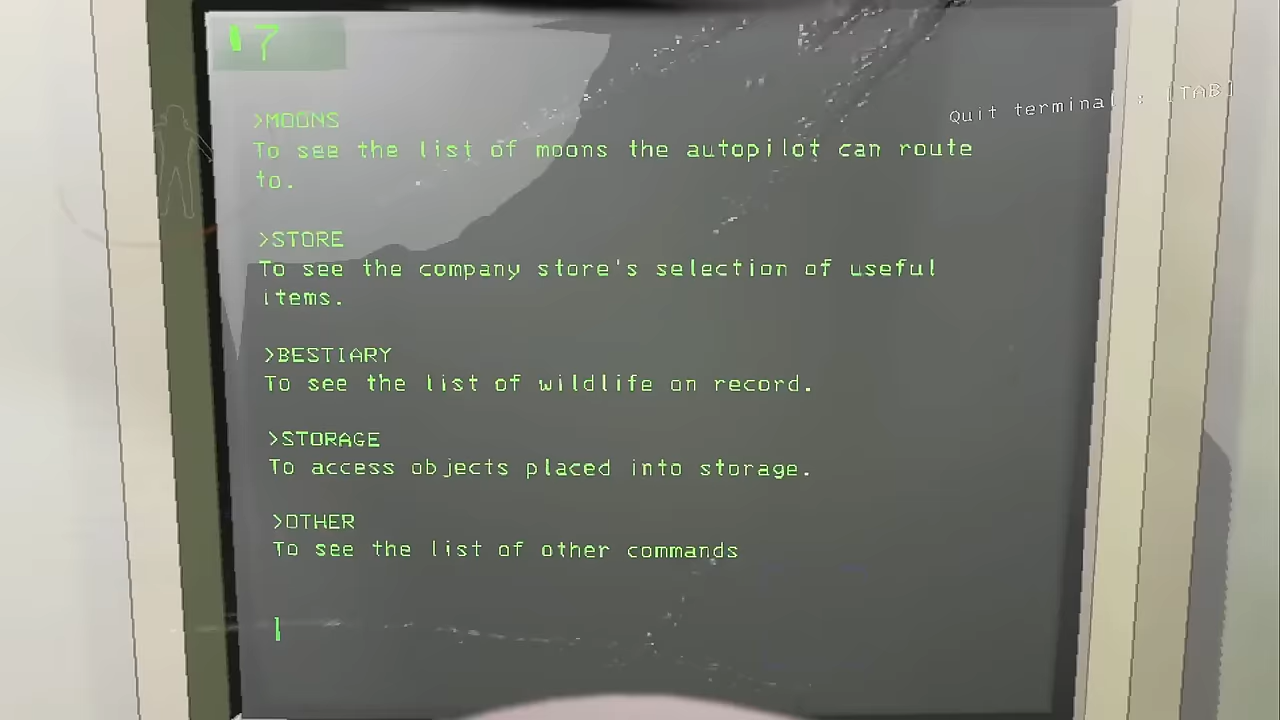 ▮7
>MOONS
Quit terminal : [TAB]
To see the list of moons the autopilot can route
to.
>STORE
To see the company store's selection of useful
items.
>BESTIARY
To see the list of wildlife on record.
>STORAGE
To access objects placed into storage.
>OTHER
To see the list of other commands